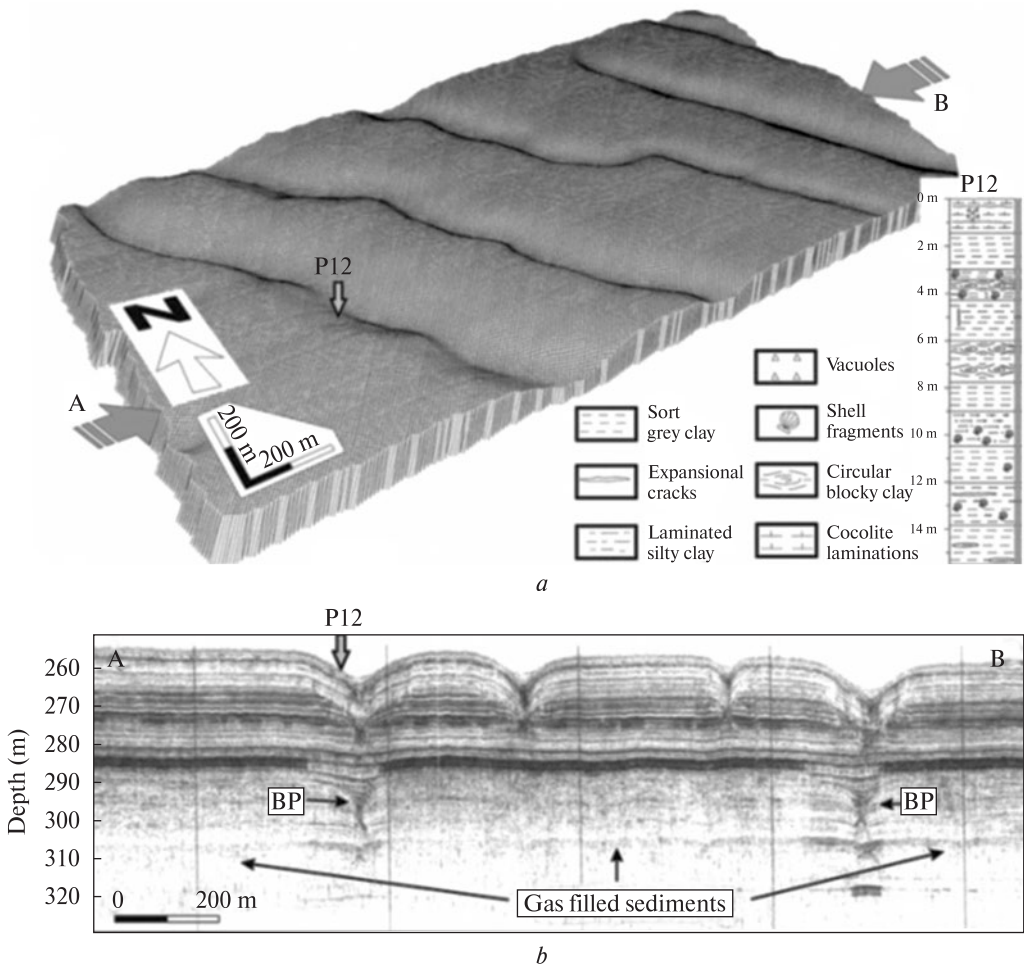 B
P12
0 m
2 m
P12
4 m
N
6 m
Vacuoles
A
8 m
200 m
200 m
Sort
grey clay
Shell
fragments
10 m
Expansional
cracks
Circular
blocky clay
12 m
Laminated
silty clay
Cocolite
laminations
14 m
a
P12
A
B
260
270
280
290
300
310
320
Depth (m)
BP
BP
Gas filled sediments
0
200 m
b